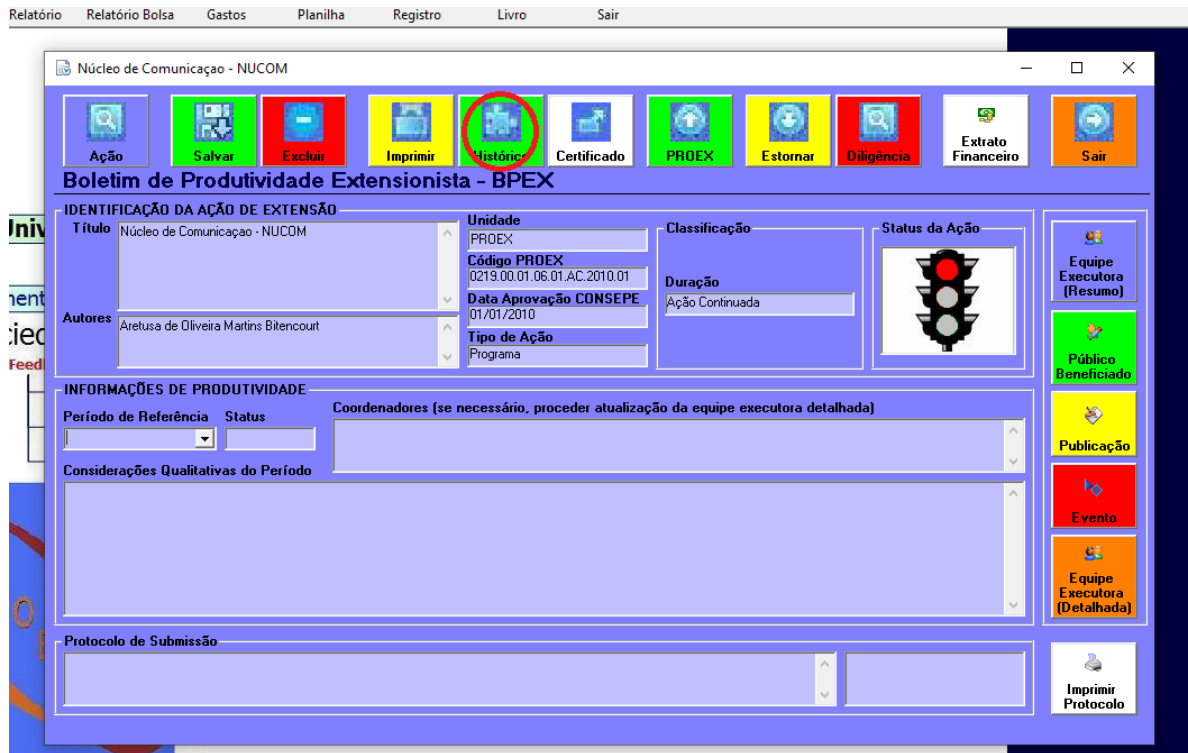 Relatório Relatório Bolsa Gastos Planilha Registro Livro Sair
Núcleo de Comunicaçao - NUCOM
Ação Salvar Excluir Imprimir Histórico Certificado PROEX Estornar Diligência Extrato Financeiro Sair
Boletim de Produtividade Extensionista - BPEX
IDENTIFICAÇÃO DA AÇÃO DE EXTENSÃO
Título
Núcleo de Comunicaçao - NUCOM
Autores
Aretusa de Oliveira Martins Bitencourt
Unidade
PROEX
Código PROEX
0219.00.01.06.01.AC.2010.01
Data Aprovação CONSEPE
01/01/2010
Tipo de Ação
Programa
Classificação
Duração
Ação Continuada
Status da Ação
INFORMAÇÕES DE PRODUTIVIDADE
Período de Referência Status
Coordenadores (se necessário, proceder atualização da equipe executora detalhada)
Considerações Qualitativas do Período
Protocolo de Submissão
Equipe
Executora
(Resumo)
Público
Beneficiado
Publicação
Evento
Equipe
Executora
(Detalhada)
Imprimir
Protocolo